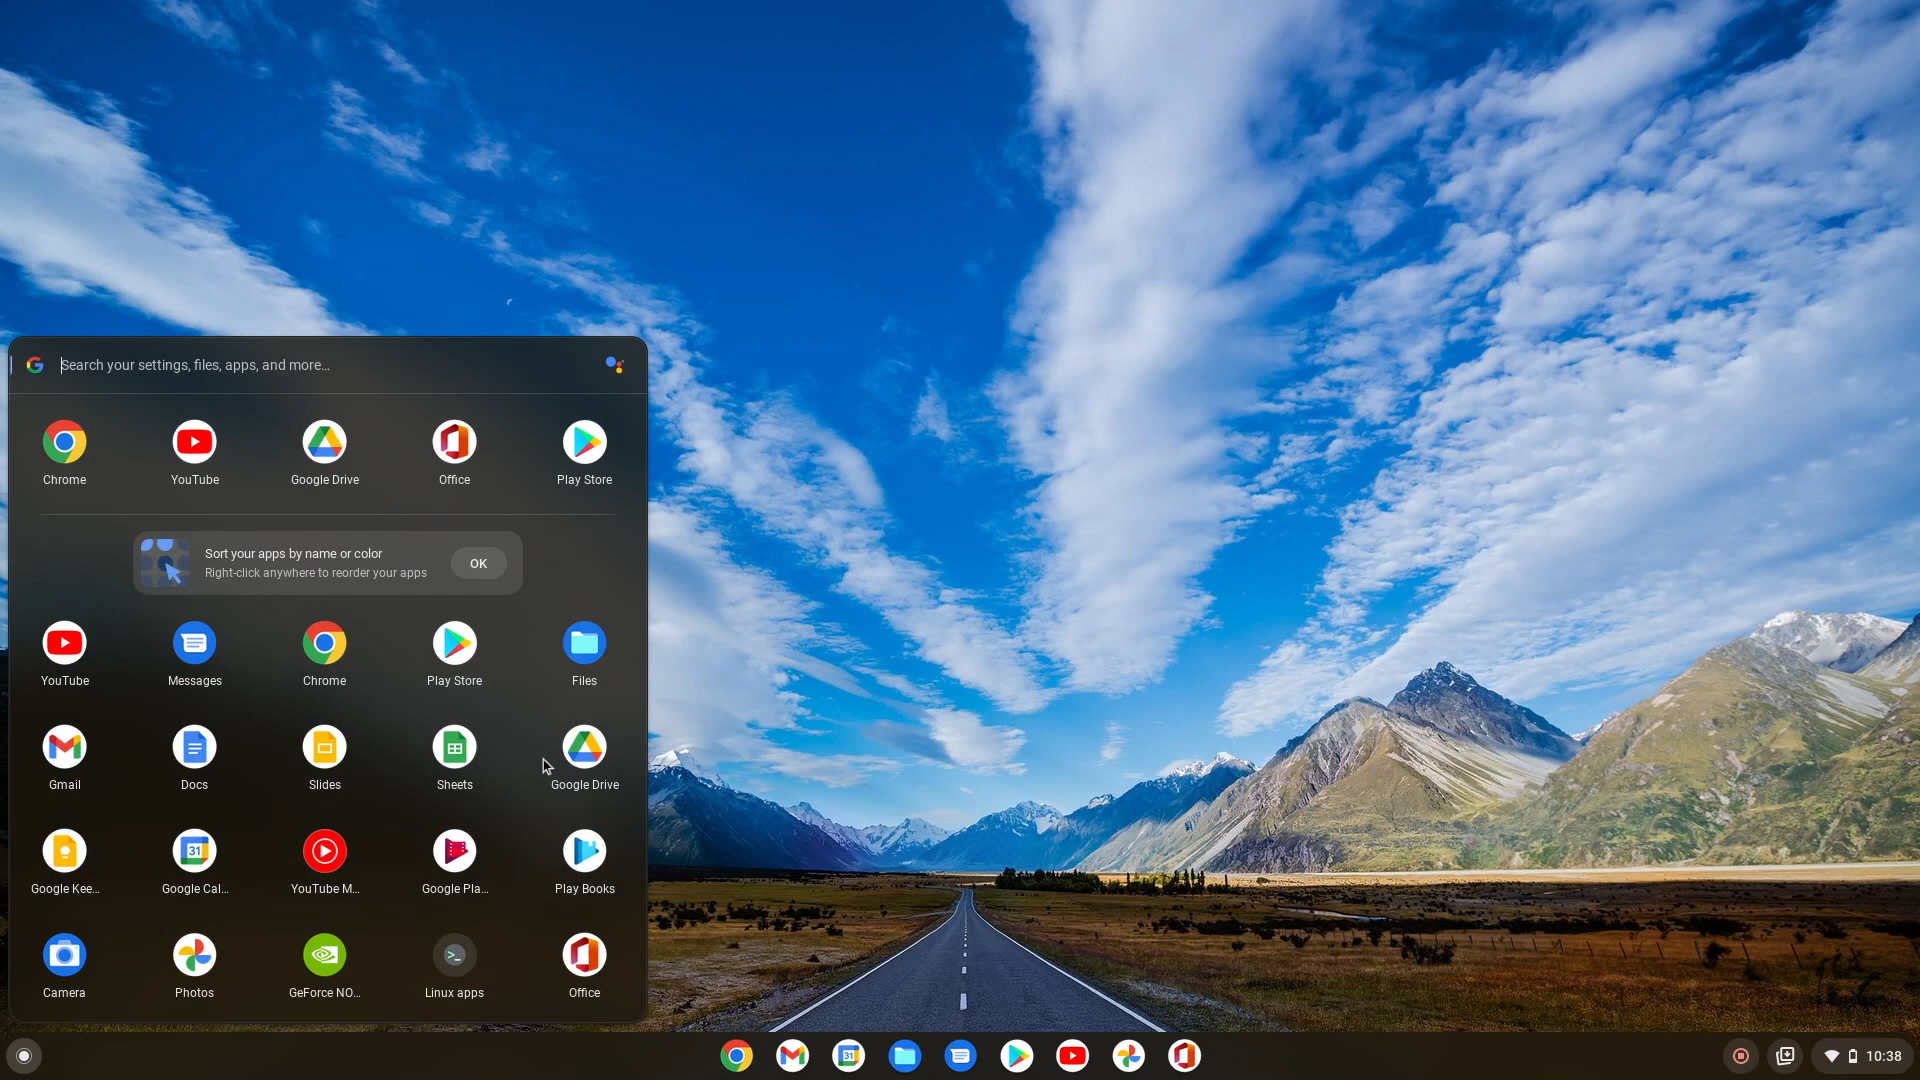 Search your settings, files, apps, and more...
Chrome
YouTube
Google Drive
Office
Play Store
Sort your apps by name or color
Right-click anywhere to reorder your apps
OK
YouTube
Messages
Chrome
Play Store
Files
Gmail
Docs
Slides
Sheets
Google Drive
Google Kee...
31
Google Cal...
YouTube M...
Google Pla...
Play Books
Camera
Photos
GeForce NO...
>_
Linux apps
Office
31
10:38